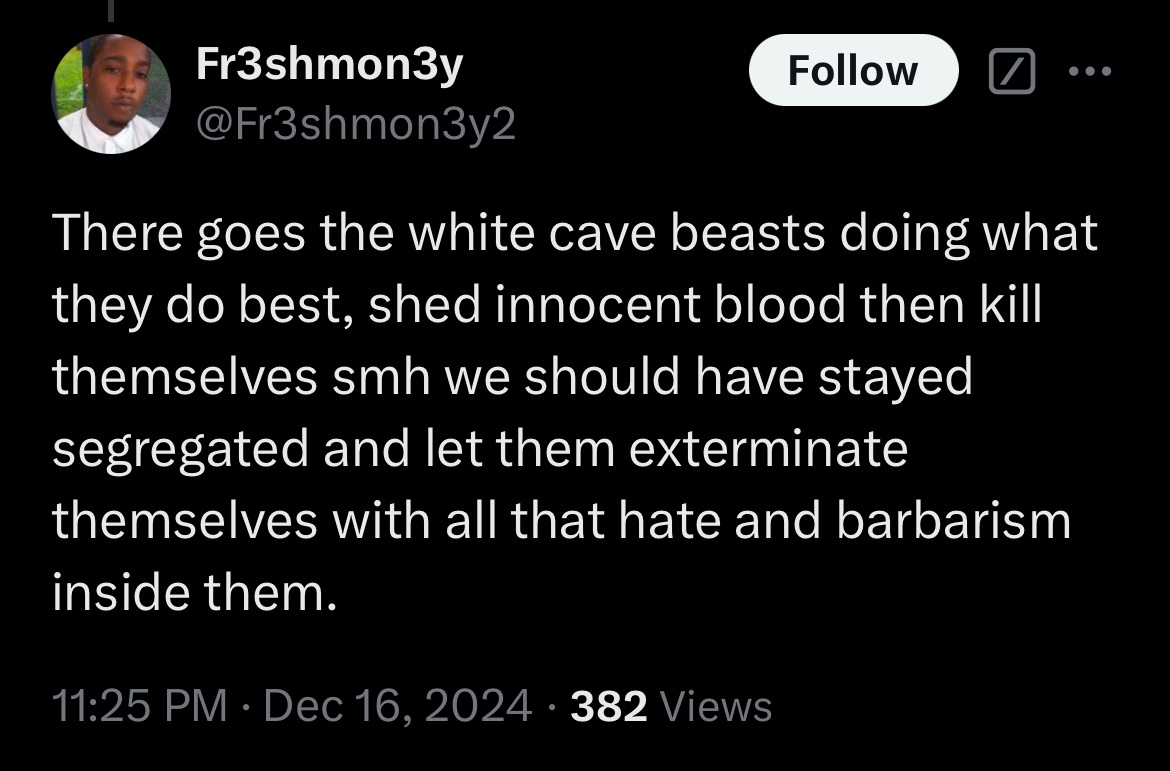 Fr3shmon3y
@Fr3shmon3y2
Follow
There goes the white cave beasts doing what
they do best, shed innocent blood then kill
themselves smh we should have stayed
segregated and let them exterminate
themselves with all that hate and barbarism
inside them.
11:25 PM · Dec 16, 2024 · 382 Views